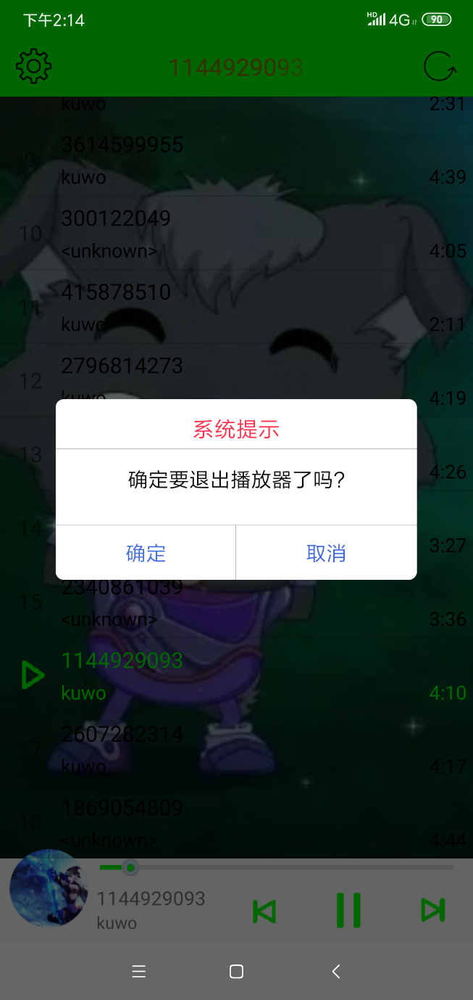 下午2:14
HD 4G 90
1144929093
kuwo 2:31
9 3614599955
kuwo 4:39
10 300122049
<unknown> 4:05
11 415878510
kuwo 2:11
12 2796814273
kuwo 4:19
系统提示
13 4:26
确定要退出播放器了吗?
14 3:27
确定 取消
15 2340861039
<unknown> 3:36
1144929093
kuwo 4:10
17 2607282314
kuwo 4:17
18 1869054809
<unknown> 4:44
1144929093
kuwo